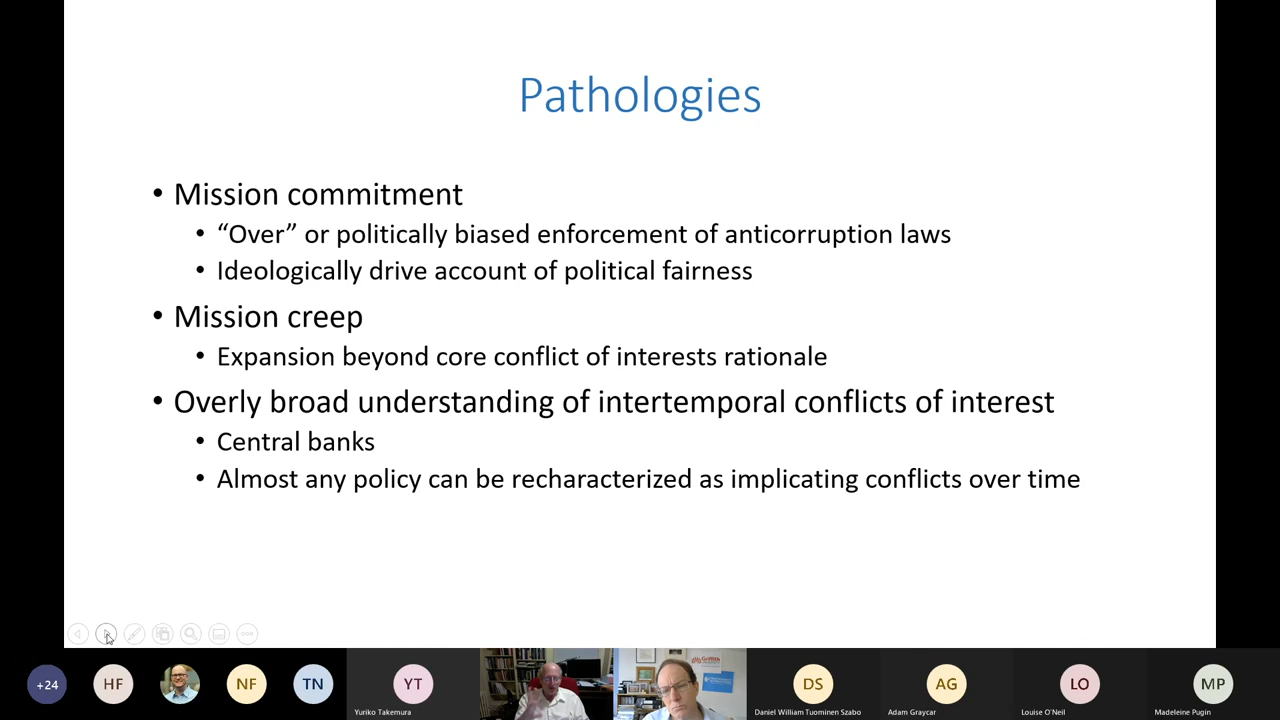 Pathologies
• Mission commitment
• “Over” or politically biased enforcement of anticorruption laws
• Ideologically drive account of political fairness
• Mission creep
• Expansion beyond core conflict of interests rationale
• Overly broad understanding of intertemporal conflicts of interest
• Central banks
• Almost any policy can be recharacterized as implicating conflicts over time
+24
HF
NF
TN
YT
Yuriko Takemura
Griffith
DS
Daniel William Tuominen Szabo
AG
Adam Graycar
LO
Louise O'Neil
MP
Madeleine Pugin